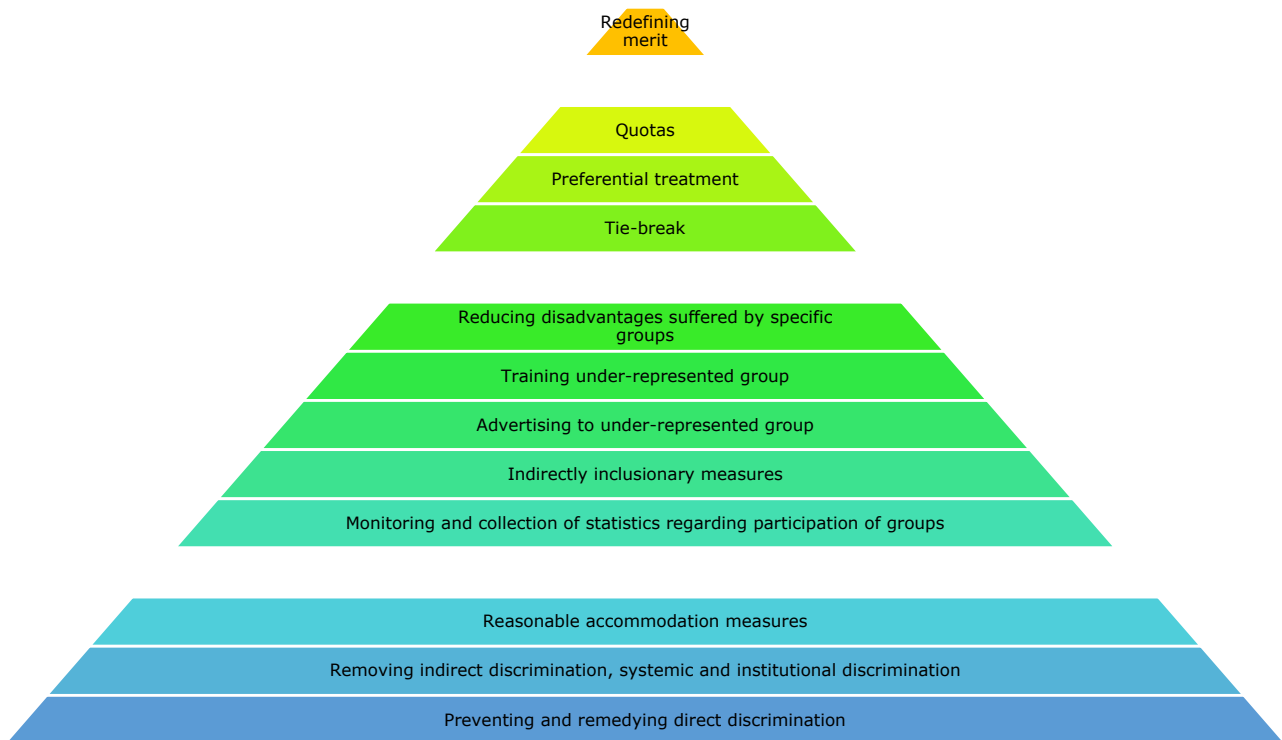 Redefining
merit
Quotas
Preferential treatment
Tie-break
Reducing disadvantages suffered by specific
groups
Training under-represented group
Advertising to under-represented group
Indirectly inclusionary measures
Monitoring and collection of statistics regarding participation of groups
Reasonable accommodation measures
Removing indirect discrimination, systemic and institutional discrimination
Preventing and remedying direct discrimination